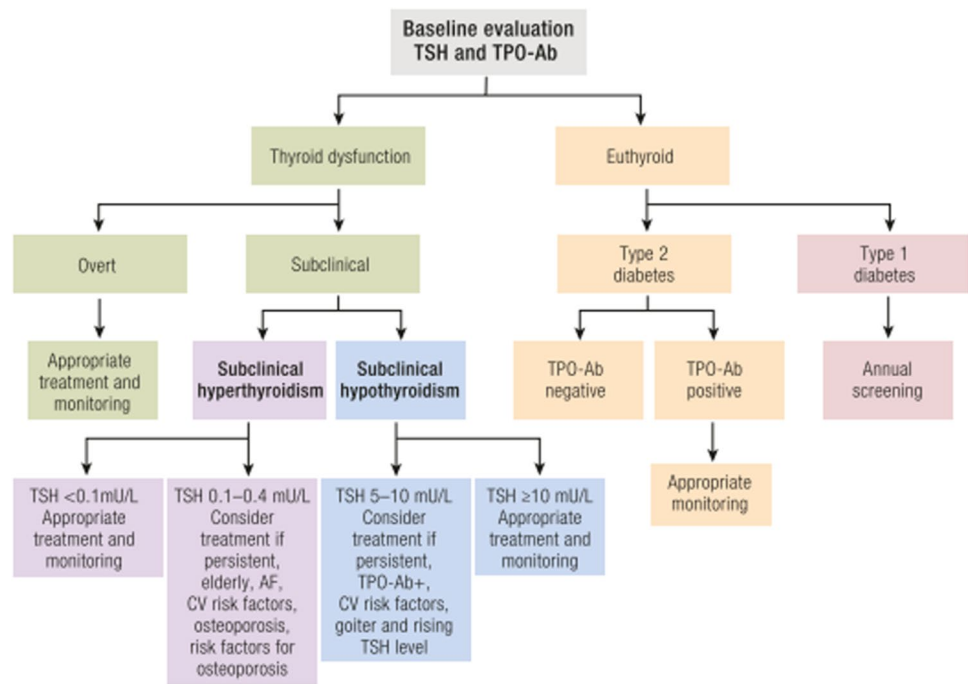 Baseline evaluation
TSH and TPO-Ab
Thyroid dysfunction
Euthyroid
Overt
Subclinical
Type 2
diabetes
Type 1
diabetes
Appropriate
treatment and
monitoring
Subclinical
hyperthyroidism
Subclinical
hypothyroidism
TPO-Ab
negative
TPO-Ab
positive
Annual
screening
TSH <0.1mU/L
Appropriate
treatment and
monitoring
TSH 0.1–0.4 mU/L
Consider
treatment if
persistent,
elderly, AF,
CV risk factors,
osteoporosis,
risk factors for
osteoporosis
TSH 5–10 mU/L
Consider
treatment if
persistent,
TPO-Ab+,
CV risk factors,
goiter and rising
TSH level
TSH ≥10 mU/L
Appropriate
treatment and
monitoring
Appropriate
monitoring